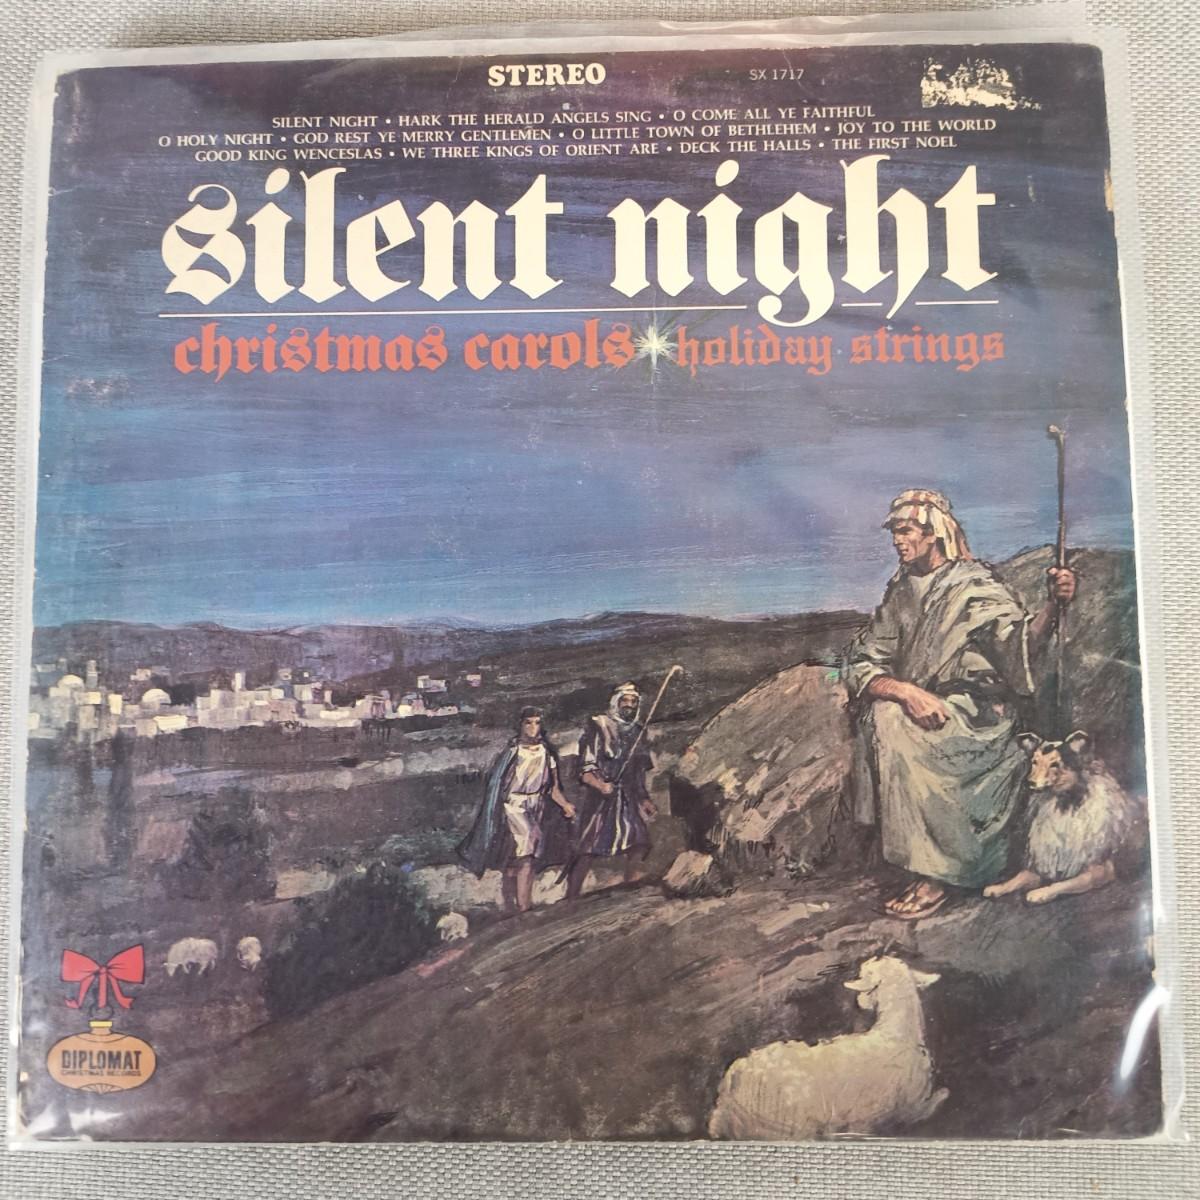 STEREO
SX 1717
SILENT NIGHT • HARK THE HERALD ANGELS SING • O COME ALL YE FAITHFUL
O HOLY NIGHT • GOD REST YE MERRY GENTLEMEN • O LITTLE TOWN OF BETHLEHEM • JOY TO THE WORLD
GOOD KING WENCESLAS • WE THREE KINGS OF ORIENT ARE • DECK THE HALLS • THE FIRST NOEL
silent night
christmas carols holiday strings
DIPLOMAT
CHRISTMAS RECORDS